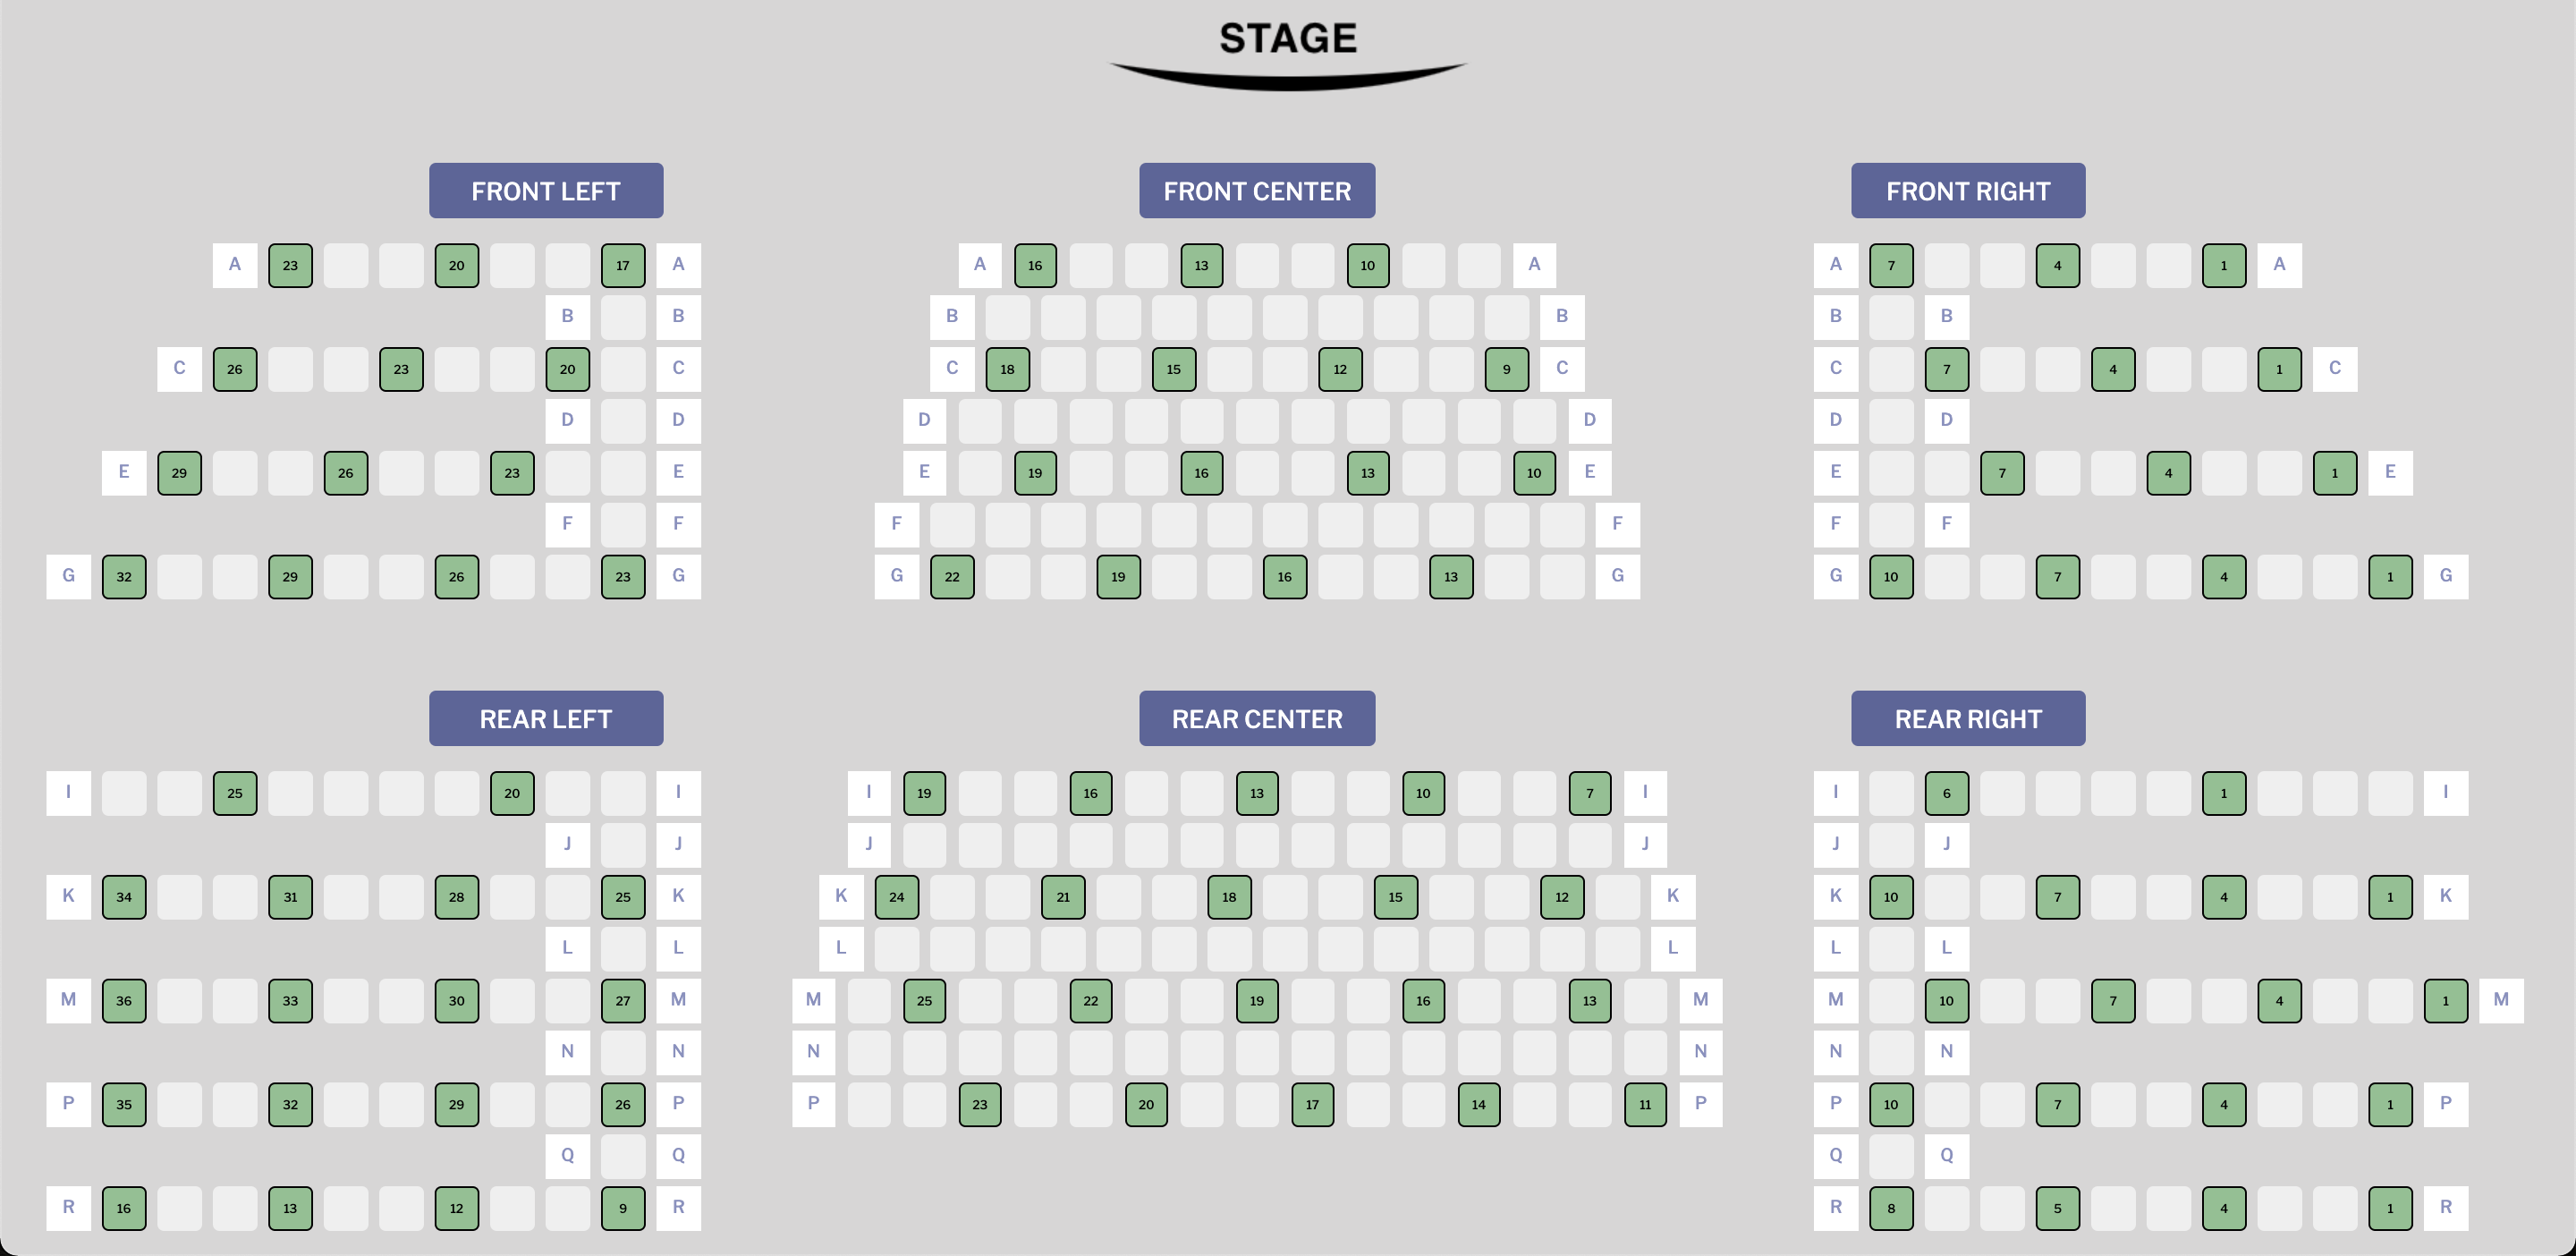 STAGE
FRONT LEFT FRONT CENTER FRONT RIGHT
A 23 20 17 A A 16 13 10 A A 7 4 1 A
B B B B B B
C 26 23 20 C C 18 15 12 9 C C 7 4 1 C
D D D D D D
E 29 26 23 E E 19 16 13 10 E E 7 4 1 E
F F F F F F
G 32 29 26 23 G G 22 19 16 13 G G 10 7 4 1 G
REAR LEFT REAR CENTER REAR RIGHT
I 25 20 I I 19 16 13 10 7 I I 6 1 I
J J J J J J
K 34 31 28 25 K K 24 21 18 15 12 K K 10 7 4 1 K
L L L L L L
M 36 33 30 27 M M 25 22 19 16 13 M M 10 7 4 1 M
N N N N N N
P 35 32 29 26 P P 23 20 17 14 11 P P 10 7 4 1 P
Q Q Q Q
R 16 13 12 9 R R 8 5 4 1 R